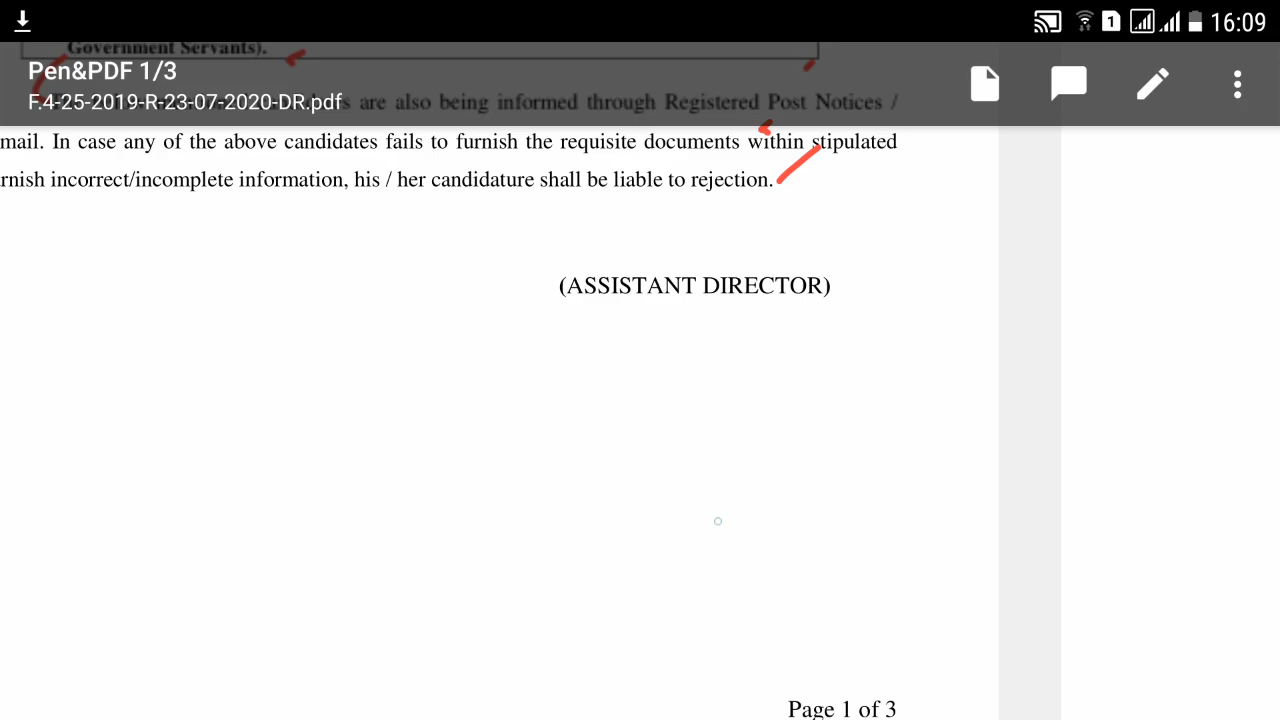 16:09
Government Servants).
Pen&PDF 1/3
F.4-25-2019-R-23-07-2020-DR.pdf
are also being informed through Registered Post Notices /
mail. In case any of the above candidates fails to furnish the requisite documents within stipulated
rnish incorrect/incomplete information, his / her candidature shall be liable to rejection.
(ASSISTANT DIRECTOR)
Page 1 of 3